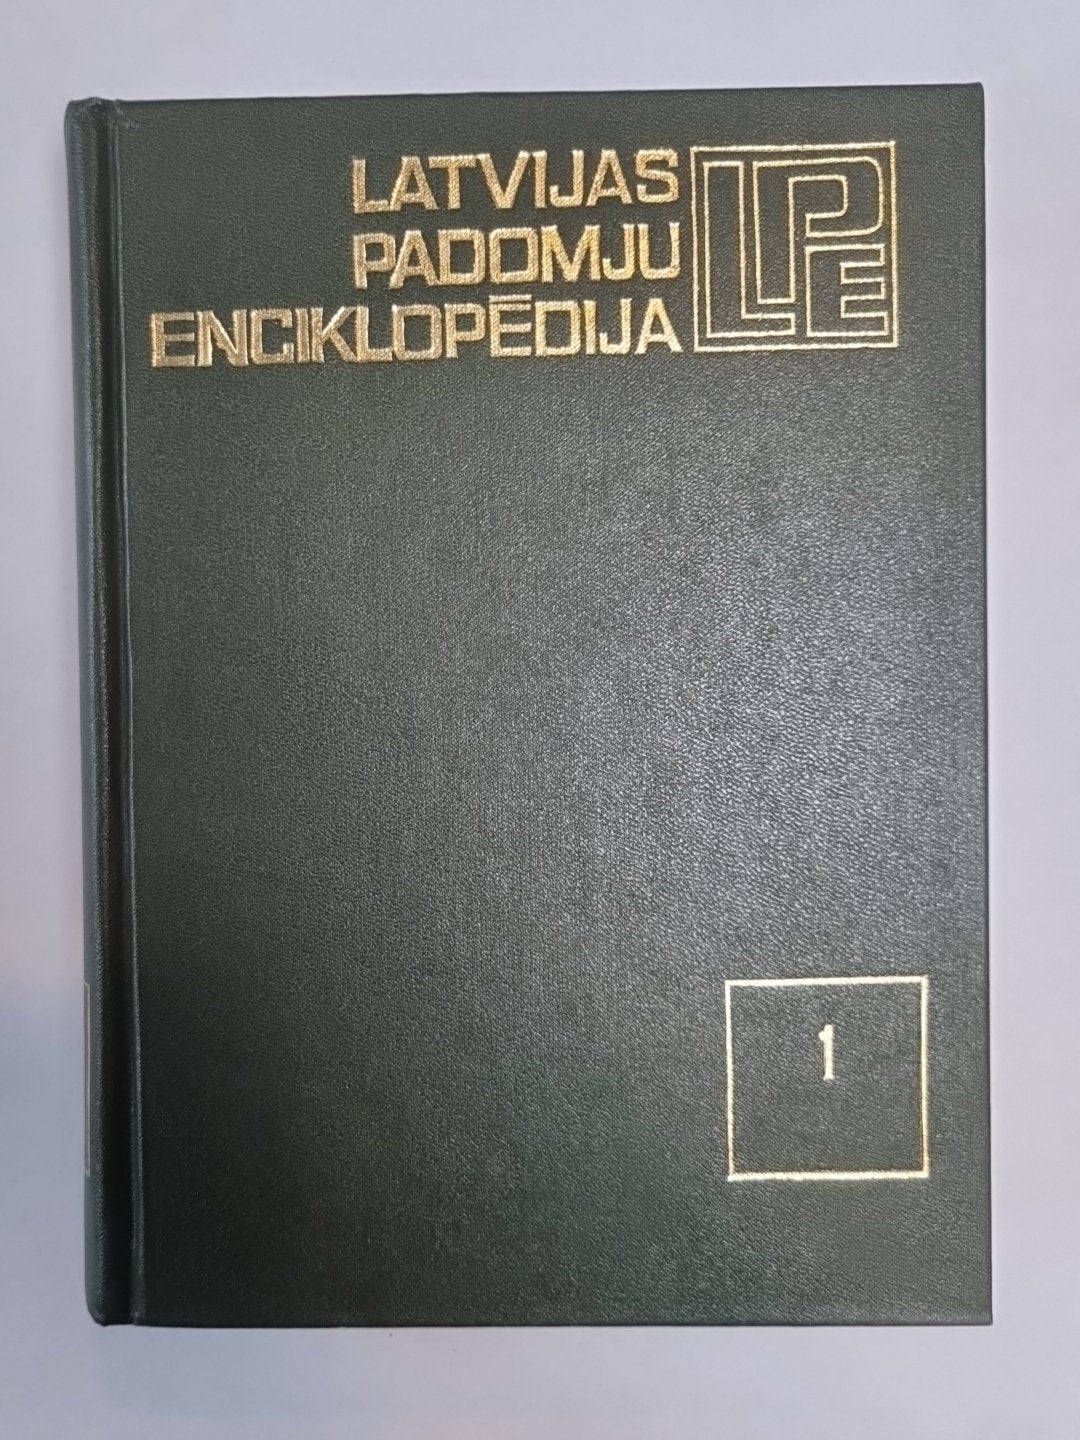 LATVIJAS
PADOMJU
ENCIKLOPĒDIJA
LPE
1